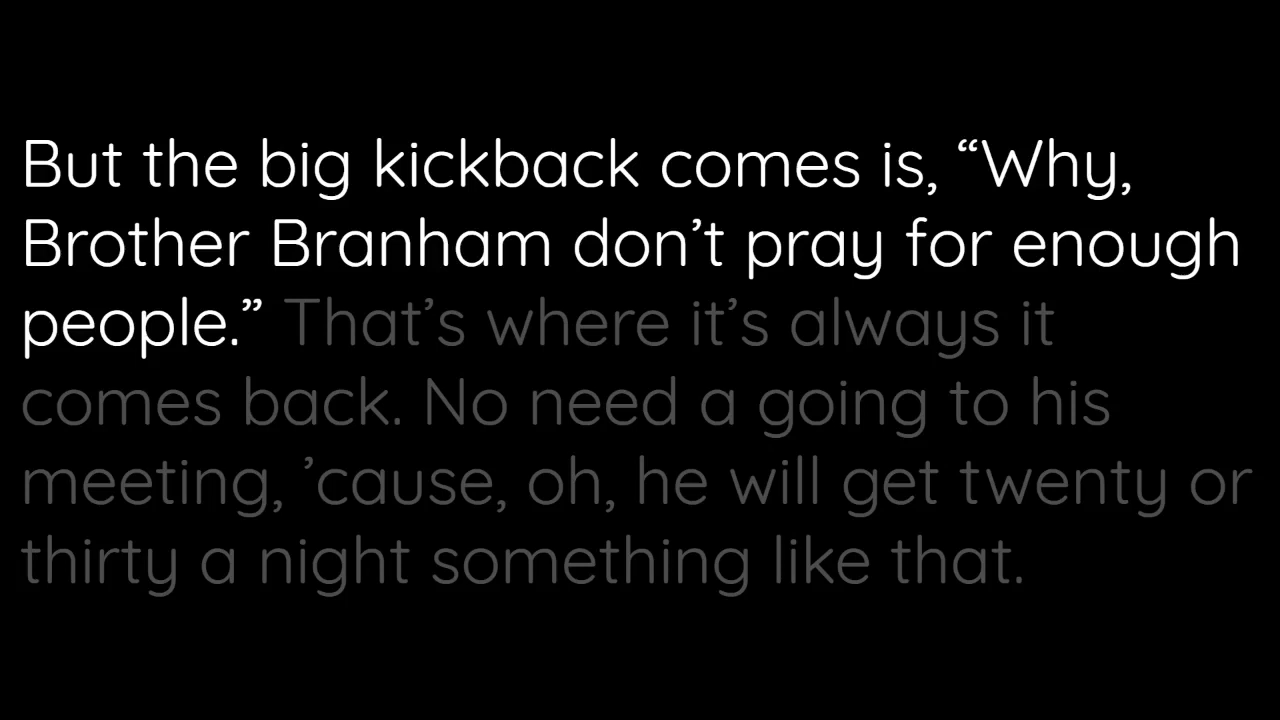 But the big kickback comes is, “Why,
Brother Branham don’t pray for enough
people.” That’s where it’s always it
comes back. No need a going to his
meeting, ’cause, oh, he will get twenty or
thirty a night something like that.